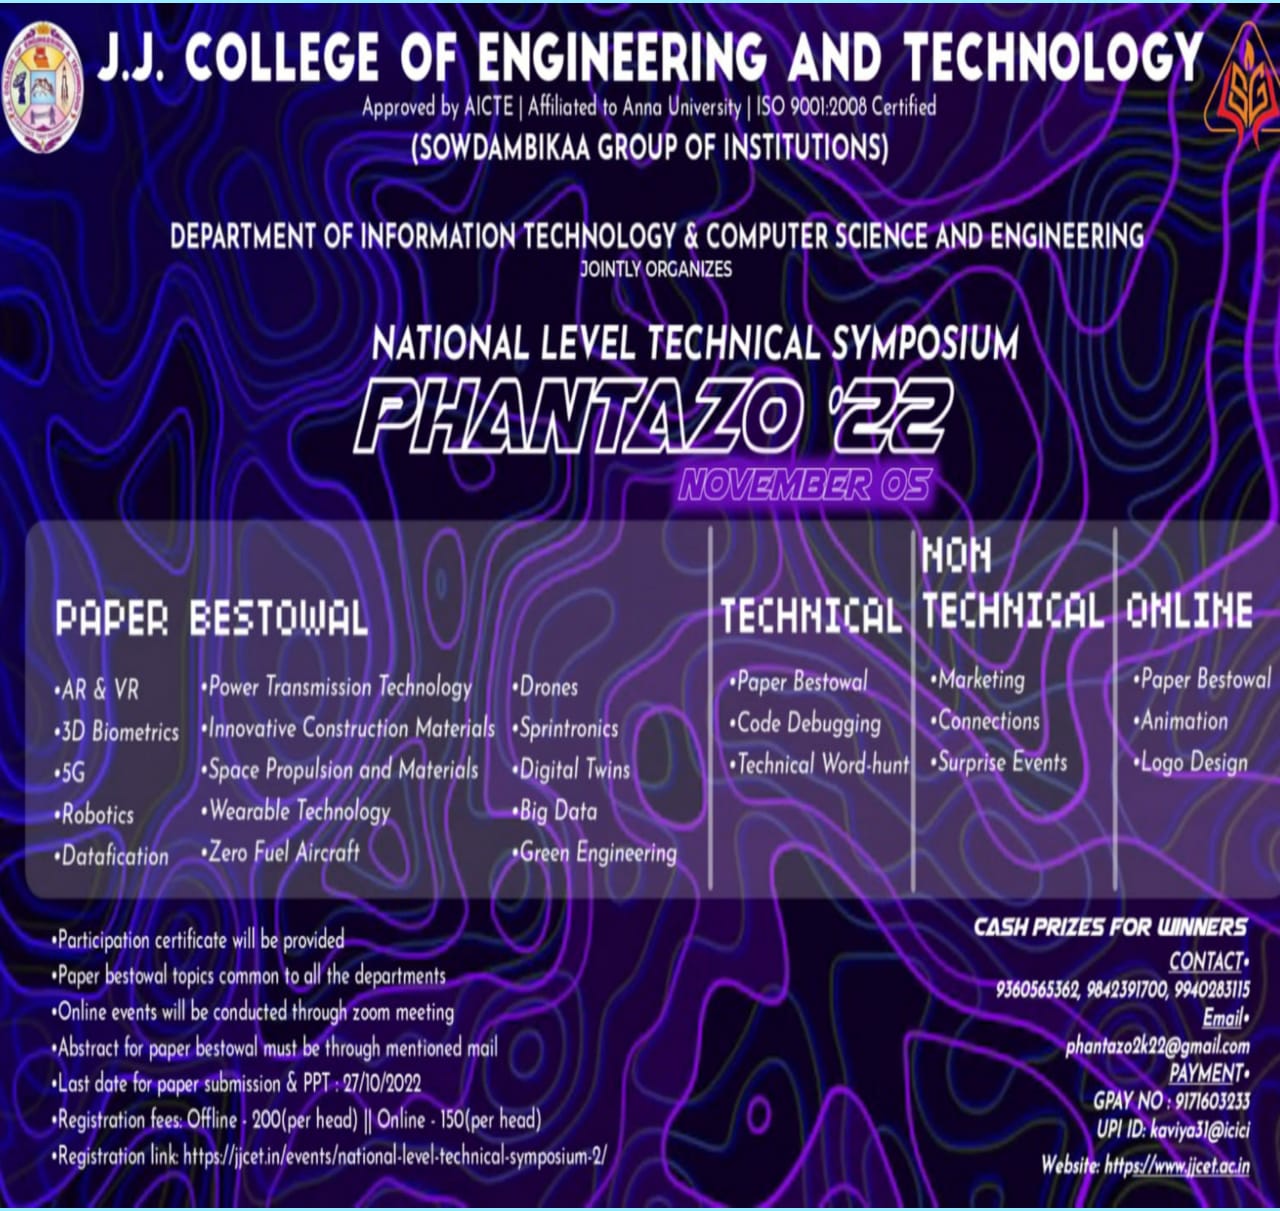 J.J. COLLEGE OF ENGINEERING AND TECHNOLOGY
Approved by AICTE | Affiliated to Anna University | ISO 9001:2008 Certified
(SOWDAMBIKAA GROUP OF INSTITUTIONS)
DEPARTMENT OF INFORMATION TECHNOLOGY & COMPUTER SCIENCE AND ENGINEERING
JOINTLY ORGANIZES
NATIONAL LEVEL TECHNICAL SYMPOSIUM
PHANTAZO '22
NOVEMBER 05
PAPER BESTOWAL
•AR & VR
•3D Biometrics
•5G
•Robotics
•Datafication
•Power Transmission Technology
•Innovative Construction Materials
•Space Propulsion and Materials
•Wearable Technology
•Zero Fuel Aircraft
•Drones
•Sprintronics
•Digital Twins
•Big Data
•Green Engineering
TECHNICAL
•Paper Bestowal
•Code Debugging
•Technical Word-hunt
NON
TECHNICAL
•Marketing
•Connections
•Surprise Events
ONLINE
•Paper Bestowal
•Animation
•Logo Design
•Participation certificate will be provided
•Paper bestowal topics common to all the departments
•Online events will be conducted through zoom meeting
•Abstract for paper bestowal must be through mentioned mail
•Last date for paper submission & PPT : 27/10/2022
•Registration fees: Offline - 200(per head) || Online - 150(per head)
•Registration link: https://jjcet.in/events/national-level-technical-symposium-2/
CASH PRIZES FOR WINNERS
CONTACT•
9360565362, 9842391700, 9940283115
Email•
phantazo2k22@gmail.com
PAYMENT•
GPAY NO : 9171603233
UPI ID: kaviya31@icici
Website: https://www.jjcet.ac.in